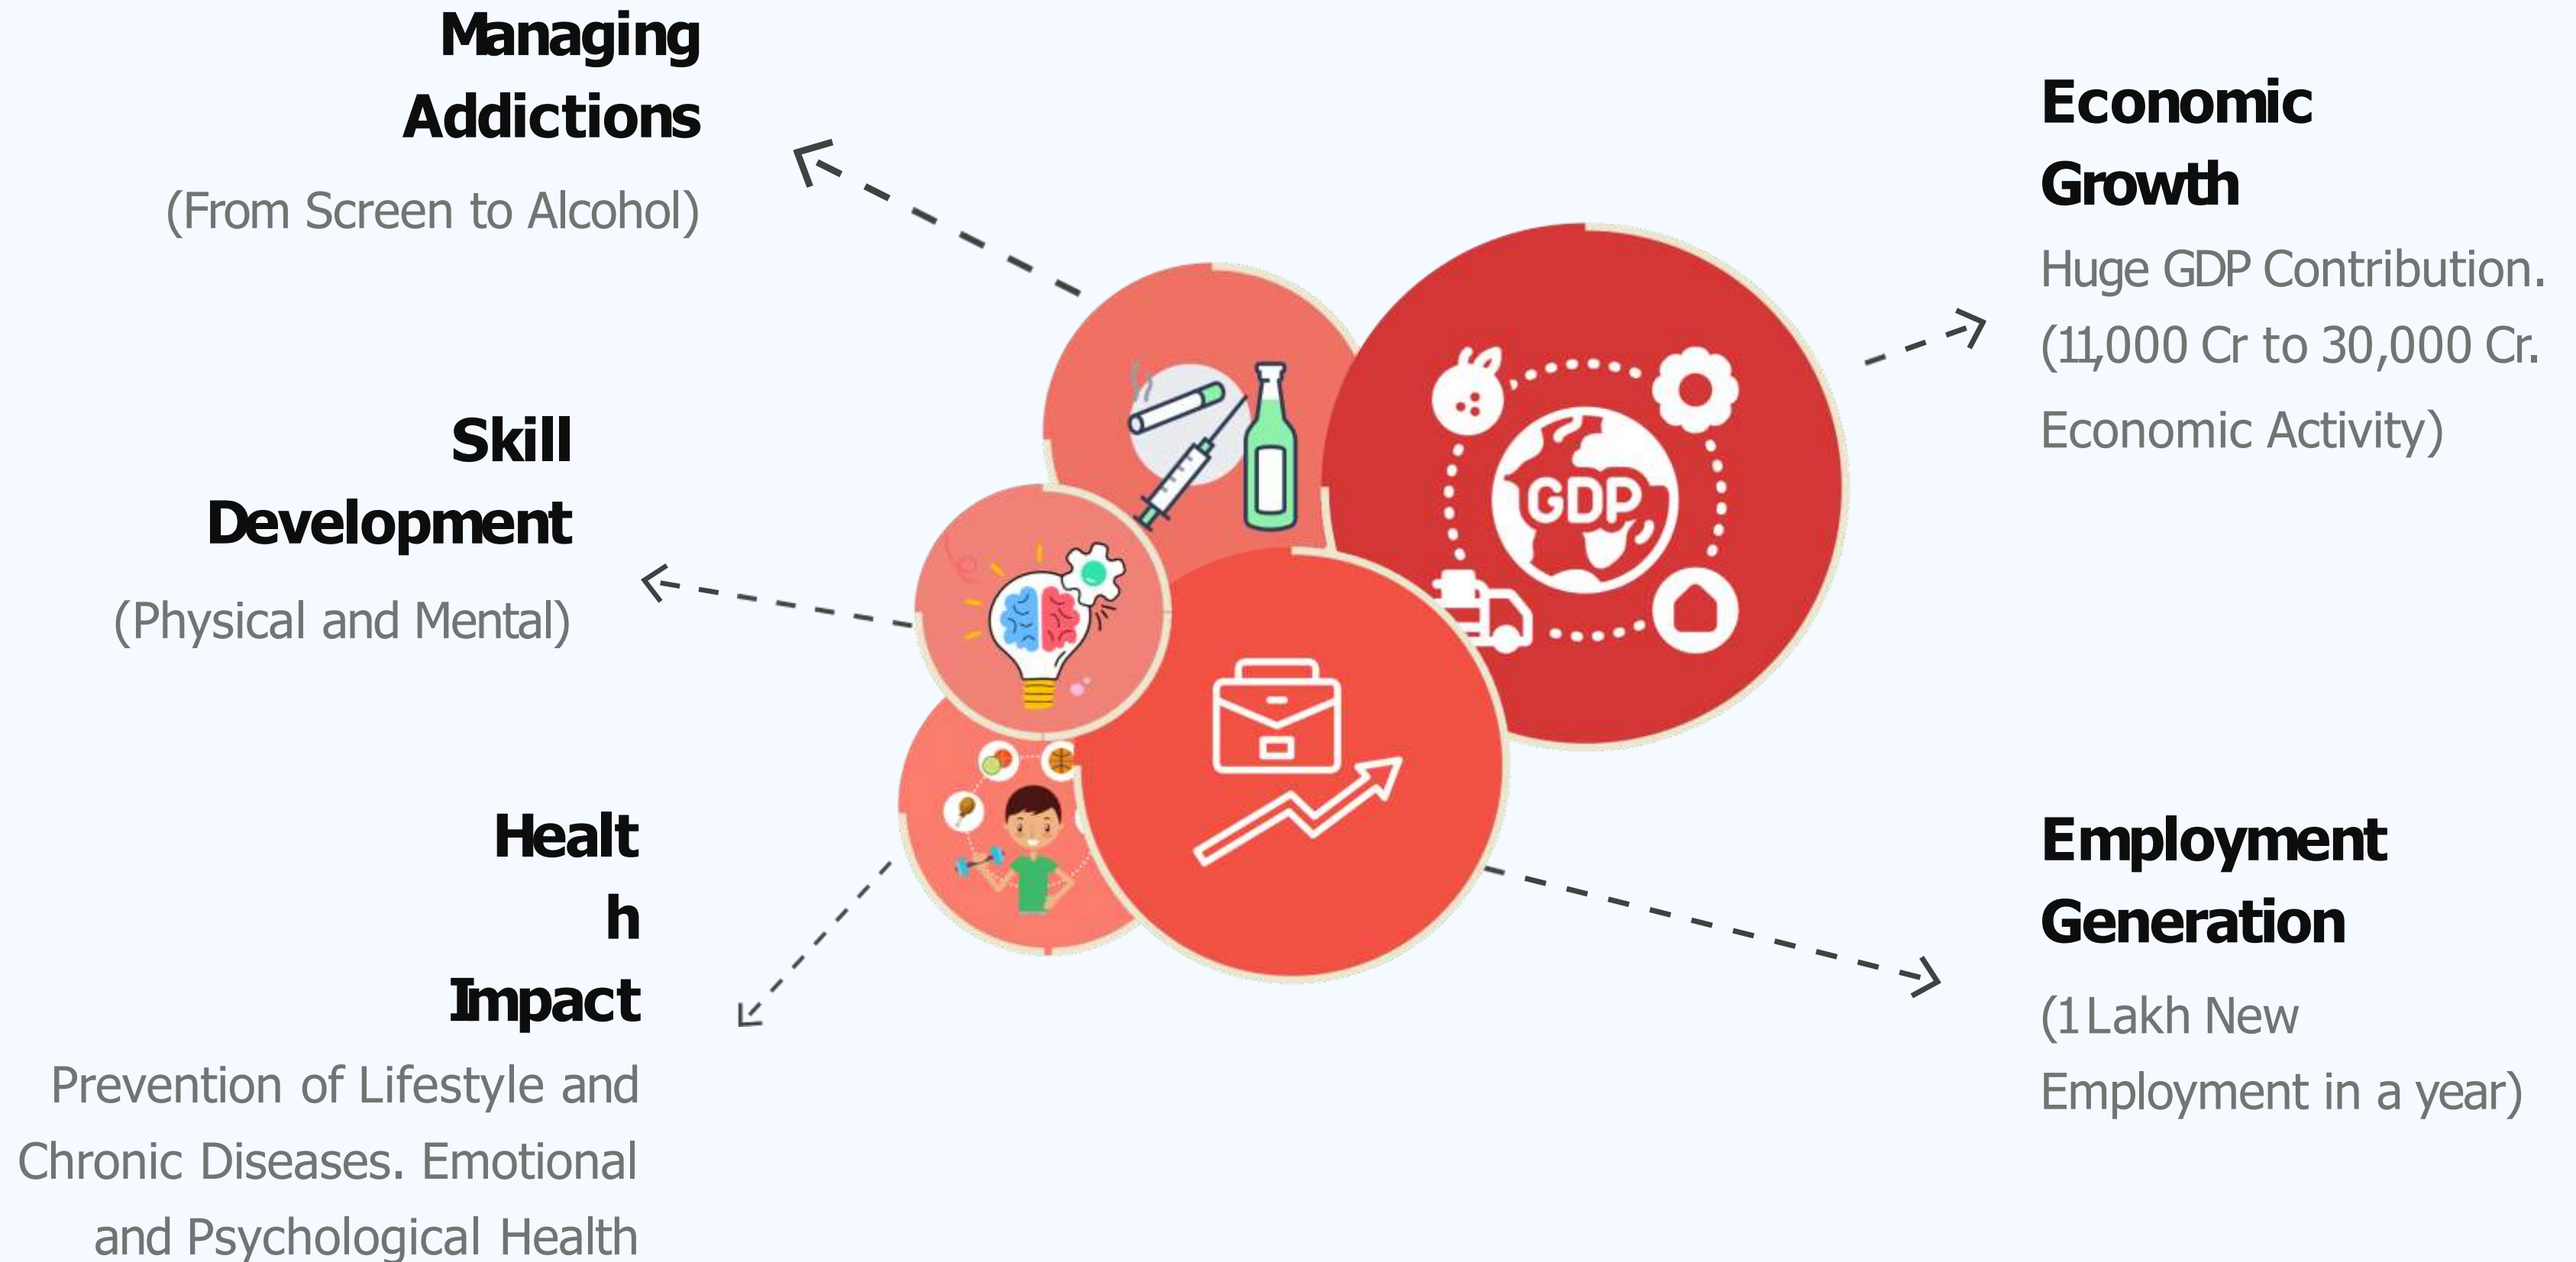 Managing
Addictions
(From Screen to Alcohol)
Skill
Development
(Physical and Mental)
Healt
h
Impact
Prevention of Lifestyle and
Chronic Diseases. Emotional
and Psychological Health
GDP
Economic
Growth
Huge GDP Contribution.
(11,000 Cr to 30,000 Cr.
Economic Activity)
Employment
Generation
(1 Lakh New
Employment in a year)